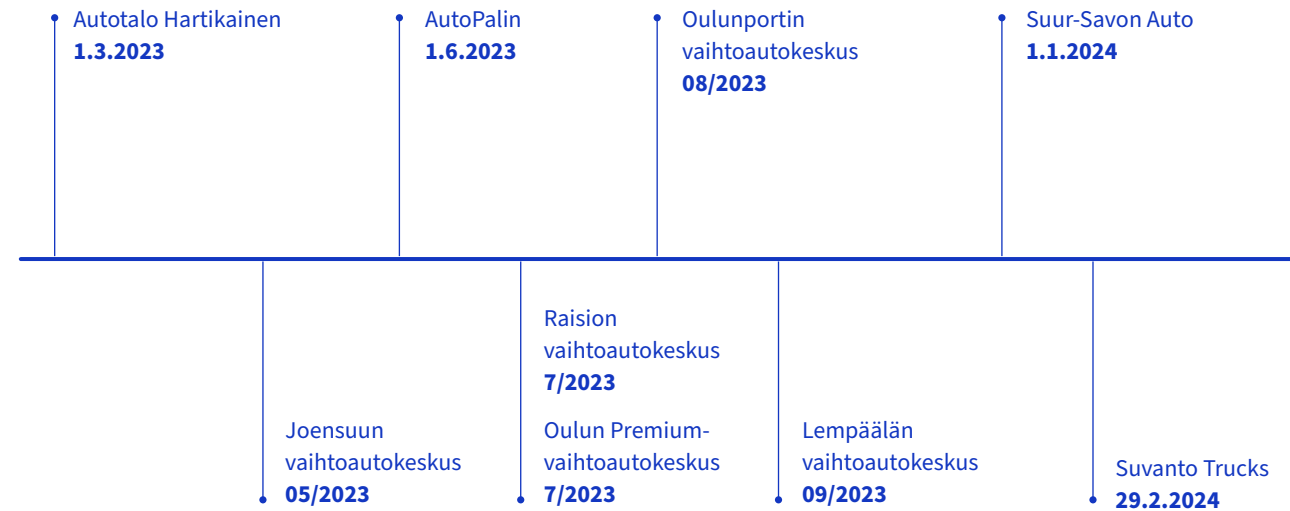 Autotalo Hartikainen
1.3.2023
AutoPalin
1.6.2023
Oulunportin
vaihtoautokeskus
08/2023
Suur-Savon Auto
1.1.2024
Joensuun
vaihtoautokeskus
05/2023
Raision
vaihtoautokeskus
7/2023
Oulun Premium-
vaihtoautokeskus
7/2023
Lempäälän
vaihtoautokeskus
09/2023
Suvanto Trucks
29.2.2024